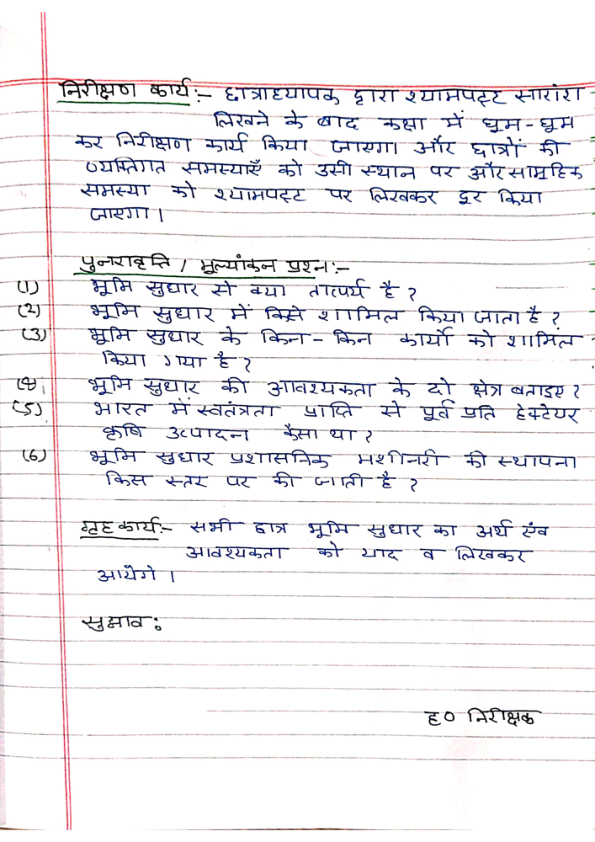 निरीक्षण कार्य:- छात्राध्यापक द्वारा श्यामपट्ट सारांश
लिखने के बाद कक्षा में घूम-घूम
कर निरीक्षण कार्य किया जाएगा और छात्रों की
व्यक्तिगत समस्याएँ को उसी स्थान पर और सामूहिक
समस्या को श्यामपट्ट पर लिखकर दूर किया
जाएगा।
पुनरावृत्ति / मूल्यांकन प्रश्न:-
(1) भूमि सुधार से क्या तात्पर्य है ?
(2) भूमि सुधार में किसे शामिल किया जाता है ?
(3) भूमि सुधार के किन-किन कार्यों को शामिल
किया गया है ?
(4) भूमि सुधार की आवश्यकता के दो क्षेत्र बताइए ?
(5) भारत में स्वतंत्रता प्राप्ति से पूर्व प्रति हेक्टेयर
कृषि उत्पादन कैसा था ?
(6) भूमि सुधार प्रशासनिक मशीनरी की स्थापना
किस स्तर पर की जाती है ?
गृहकार्य:- सभी छात्र भूमि सुधार का अर्थ एंव
आवश्यकता को याद व लिखकर
आयेगे ।
सुझाव:
ह० निरीक्षक